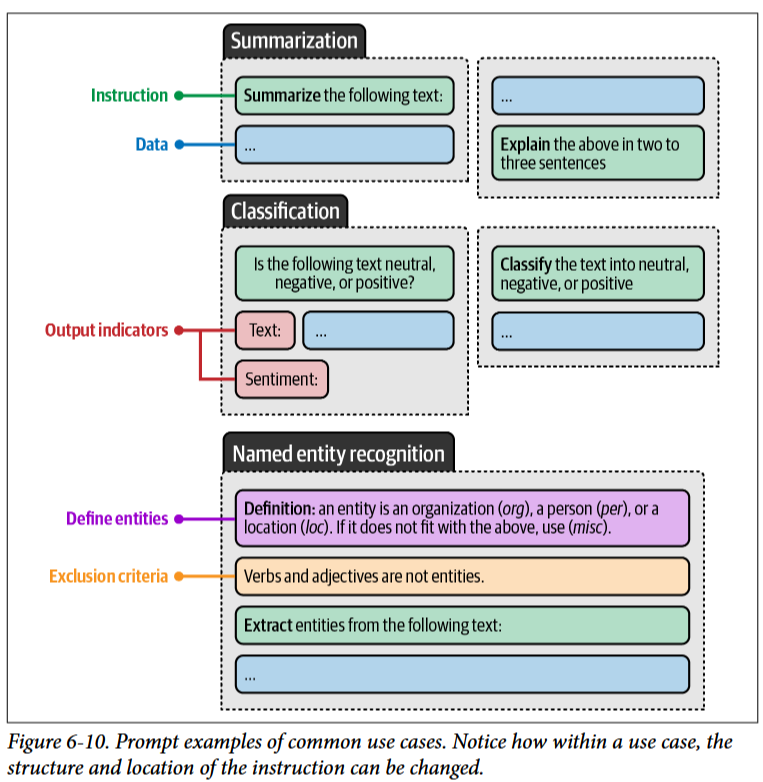 Summarization
Instruction
Summarize the following text:
Data
...
...
Explain the above in two to
three sentences
Classification
Is the following text neutral,
negative, or positive?
Output indicators
Text:
...
Sentiment:
Classify the text into neutral,
negative, or positive
...
Named entity recognition
Define entities
Definition: an entity is an organization (org), a person (per), or a
location (loc). If it does not fit with the above, use (misc).
Exclusion criteria
Verbs and adjectives are not entities.
Extract entities from the following text:
...
Figure 6-10. Prompt examples of common use cases. Notice how within a use case, the
structure and location of the instruction can be changed.